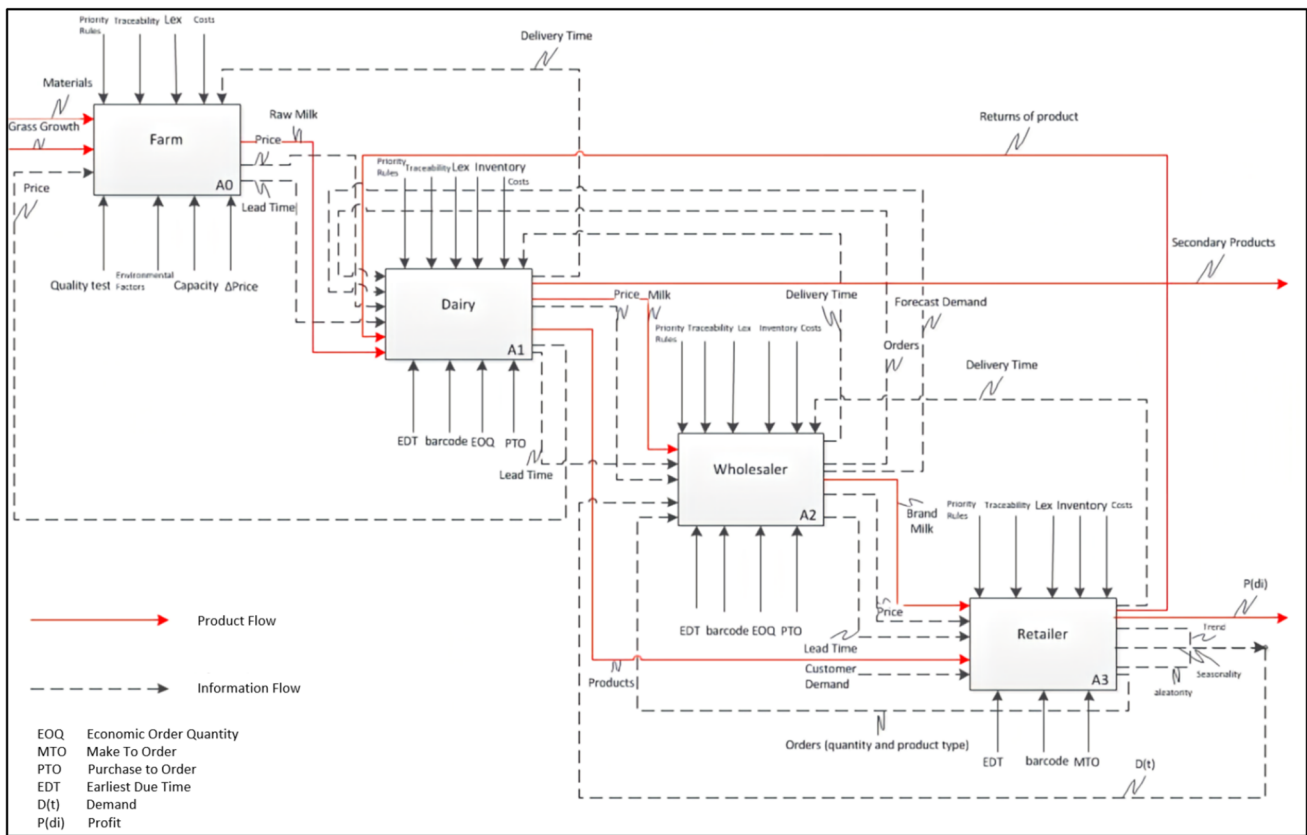 Priority
Rules
Traceability
Lex
Costs
Delivery Time
Materials
Grass Growth
Price
Farm
A0
Raw Milk
Price
Lead Time
Quality test
Environmental
Factors
Capacity
ΔPrice
Returns of product
Priority
Rules
Traceability
Lex
Inventory
Costs
Dairy
A1
Secondary Products
Price
Milk
Delivery Time
Forecast Demand
Orders
EDT
barcode
EOQ
PTO
Lead Time
Priority
Rules
Traceability
Lex
Inventory
Costs
Delivery Time
Wholesaler
A2
Brand
Milk
EDT
barcode
EOQ
PTO
Price
Lead Time
Products
Customer
Demand
Priority
Rules
Traceability
Lex
Inventory
Costs
Retailer
A3
P(di)
Trend
Seasonality
aleatority
Orders (quantity and product type)
EDT
barcode
MTO
D(t)
Product Flow
Information Flow
EOQ Economic Order Quantity
MTO Make To Order
PTO Purchase to Order
EDT Earliest Due Time
D(t) Demand
P(di) Profit